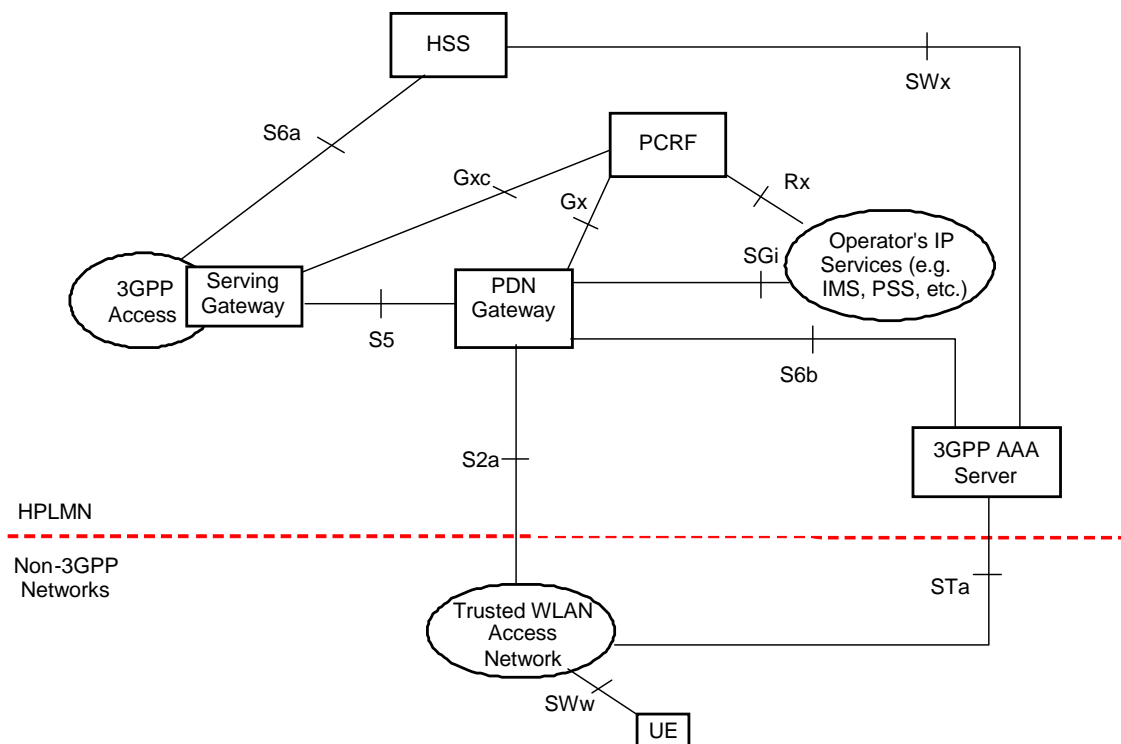 HSS
SWx
S6a
PCRF
Gxc
Rx
Gx
Operator's IP
Services (e.g.
IMS, PSS, etc.)
SGi
3GPP
Access
Serving
Gateway
PDN
Gateway
S5
S6b
S2a
3GPP AAA
Server
HPLMN
Non-3GPP
Networks
STa
Trusted WLAN
Access
Network
SWw
UE